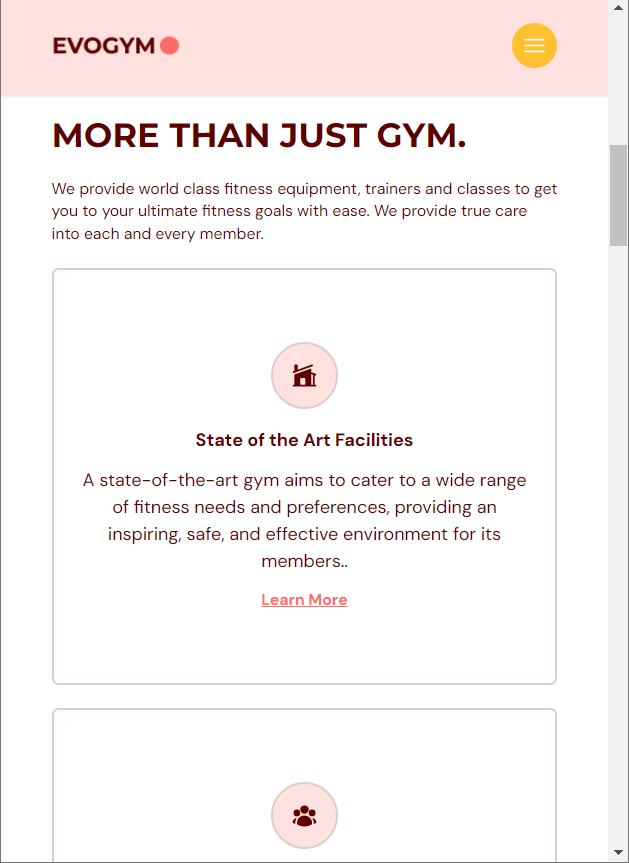 EVOGYM
MORE THAN JUST GYM.
We provide world class fitness equipment, trainers and classes to get
you to your ultimate fitness goals with ease. We provide true care
into each and every member.
State of the Art Facilities
A state-of-the-art gym aims to cater to a wide range
of fitness needs and preferences, providing an
inspiring, safe, and effective environment for its
members..
Learn More